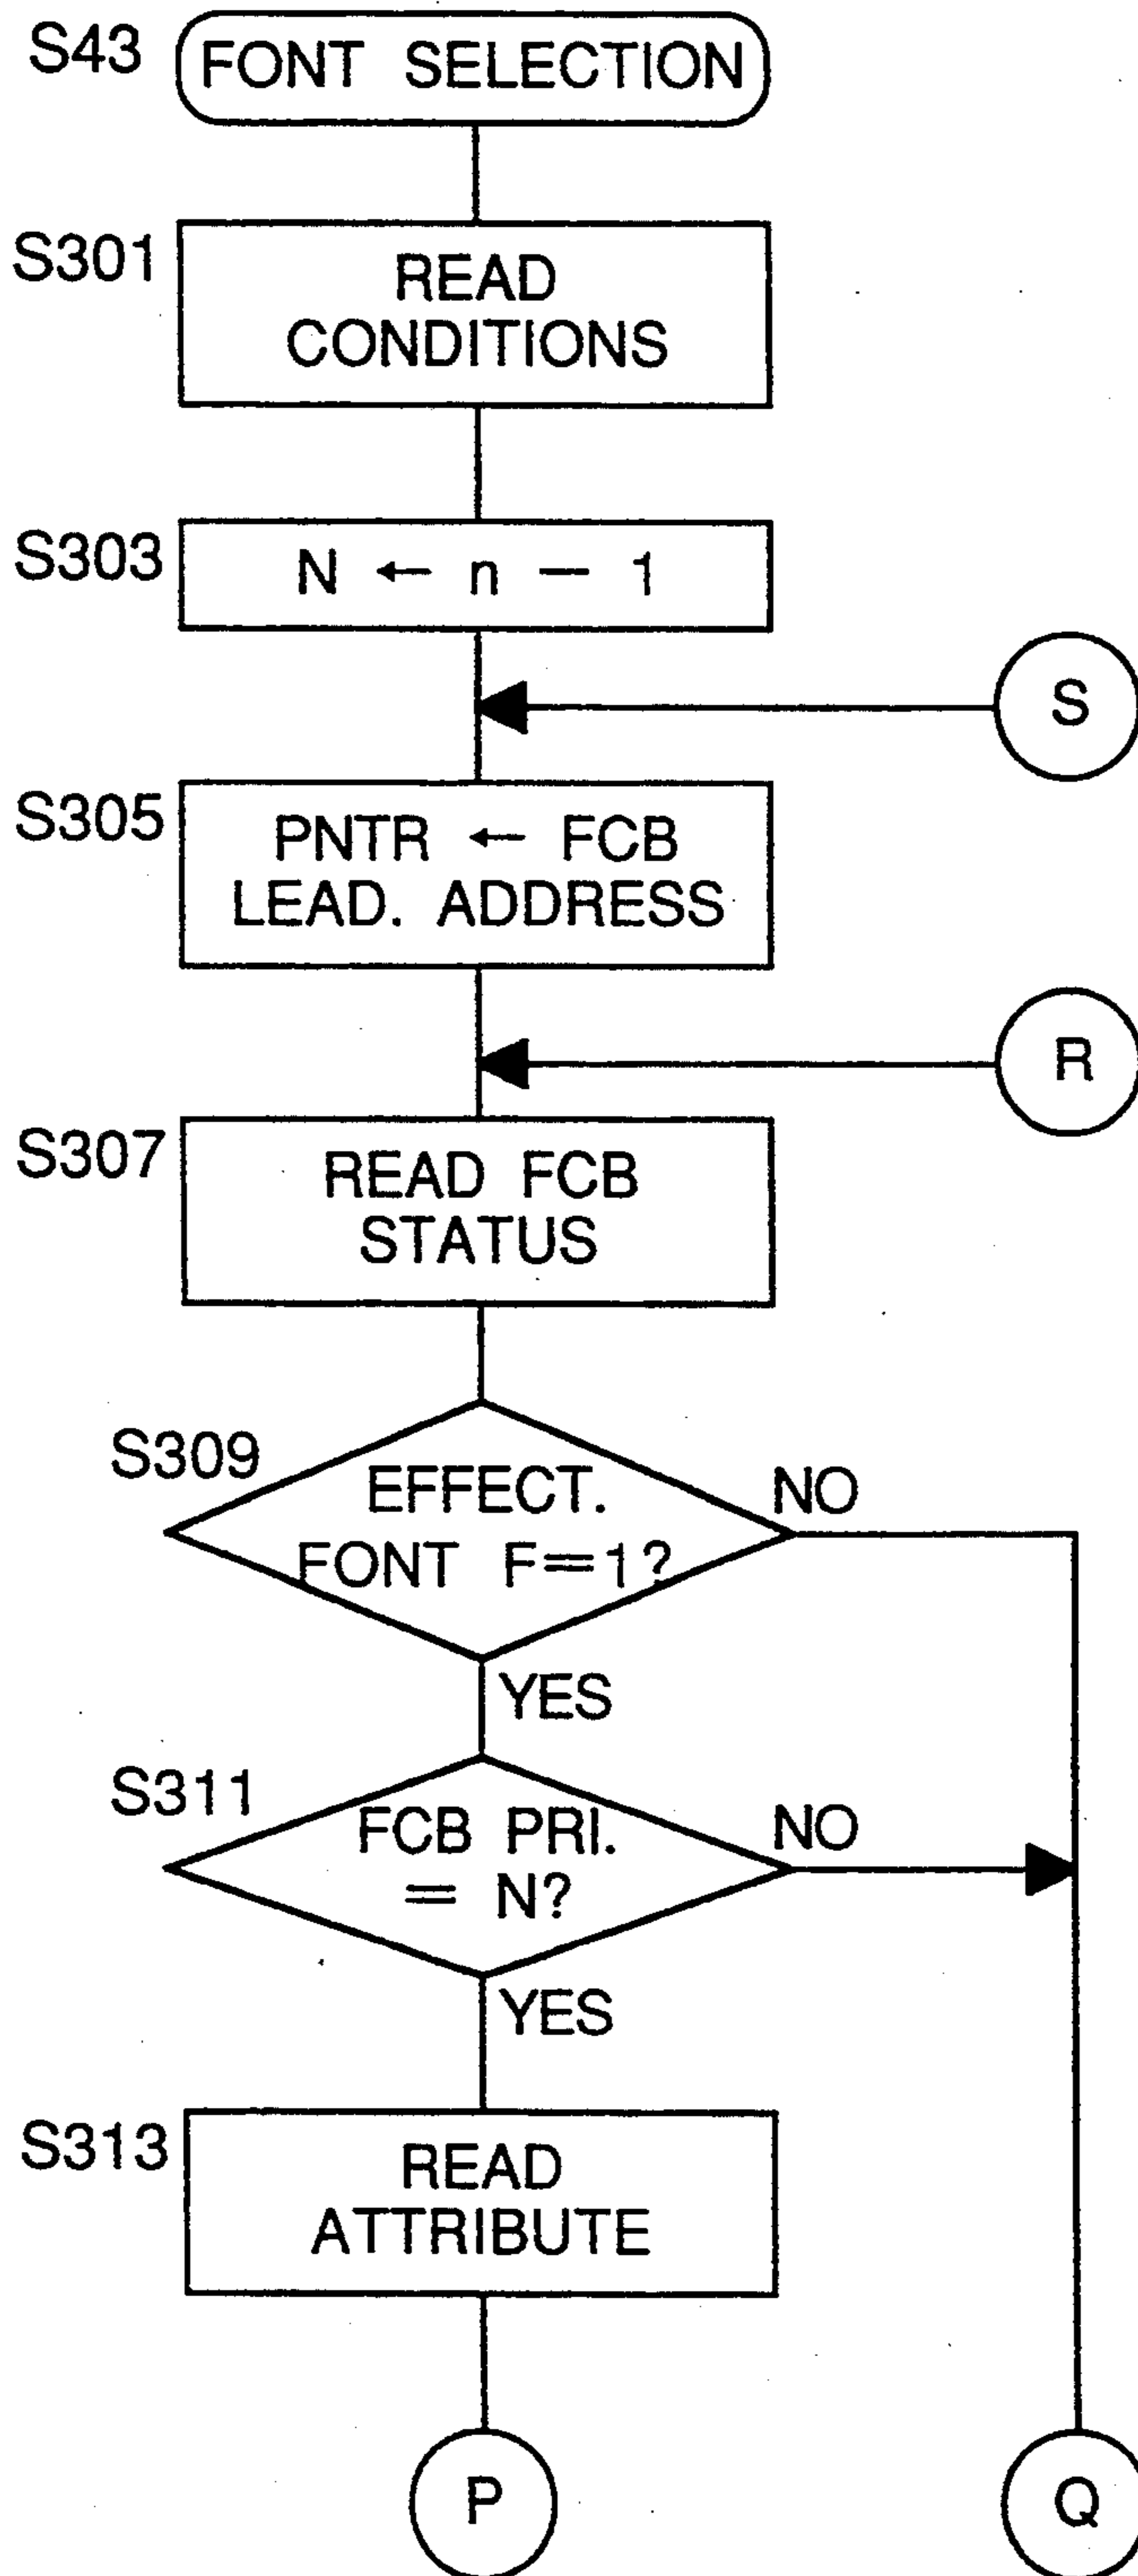 S43 FONT SELECTION
S301 READ
CONDITIONS
S303 N ← n — 1
S
S305 PNTR ← FCB
LEAD. ADDRESS
R
S307 READ FCB
STATUS
S309 EFFECT. NO
FONT F=1?
YES
S311 FCB PRI. NO
= N?
YES
S313 READ
ATTRIBUTE
P Q